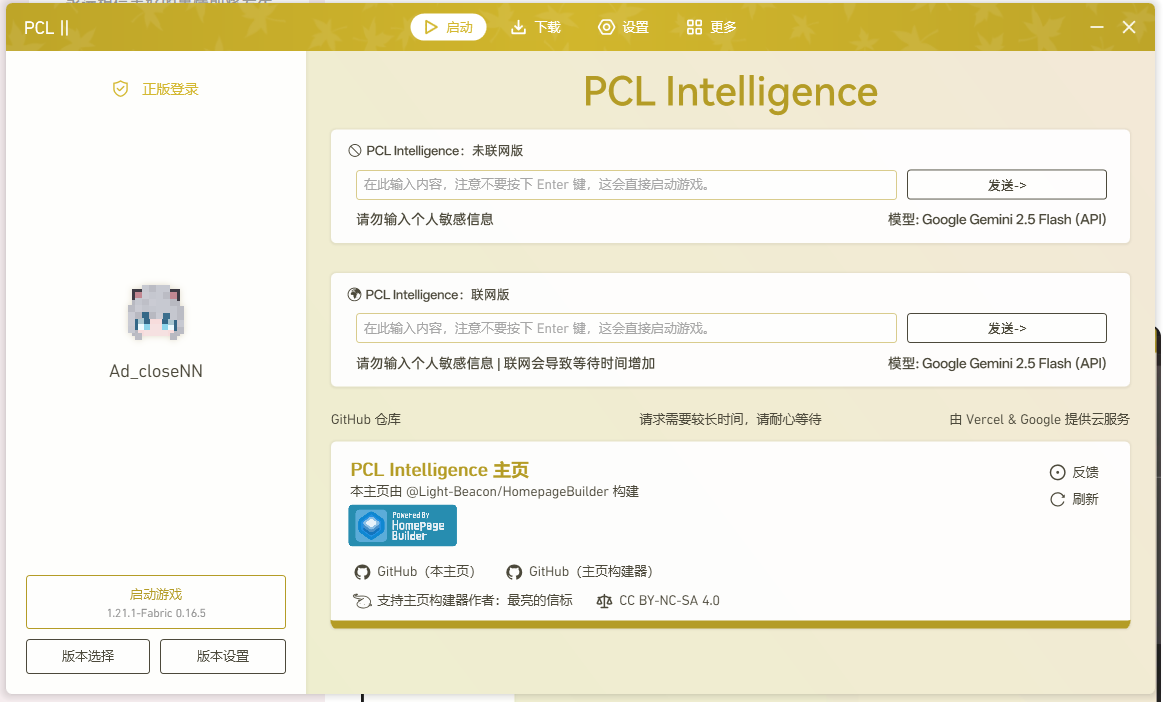 PCL ||
启动
下载
设置
更多
正版登录
Ad_closeNN
启动游戏
1.21.1-Fabric 0.16.5
版本选择
版本设置
PCL Intelligence
PCL Intelligence：未联网版
在此输入内容，注意不要按下 Enter 键，这会直接启动游戏。
发送->
请勿输入个人敏感信息
模型: Google Gemini 2.5 Flash (API)
PCL Intelligence：联网版
在此输入内容，注意不要按下 Enter 键，这会直接启动游戏。
发送->
请勿输入个人敏感信息 | 联网会导致等待时间增加
模型: Google Gemini 2.5 Flash (API)
GitHub 仓库
请求需要较长时间，请耐心等待
由 Vercel & Google 提供云服务
PCL Intelligence 主页
本主页由 @Light-Beacon/HomepageBuilder 构建
反馈
刷新
Powered By
HomePage
Builder
GitHub（本主页）
GitHub（主页构建器）
支持主页构建器作者：最亮的信标
CC BY-NC-SA 4.0